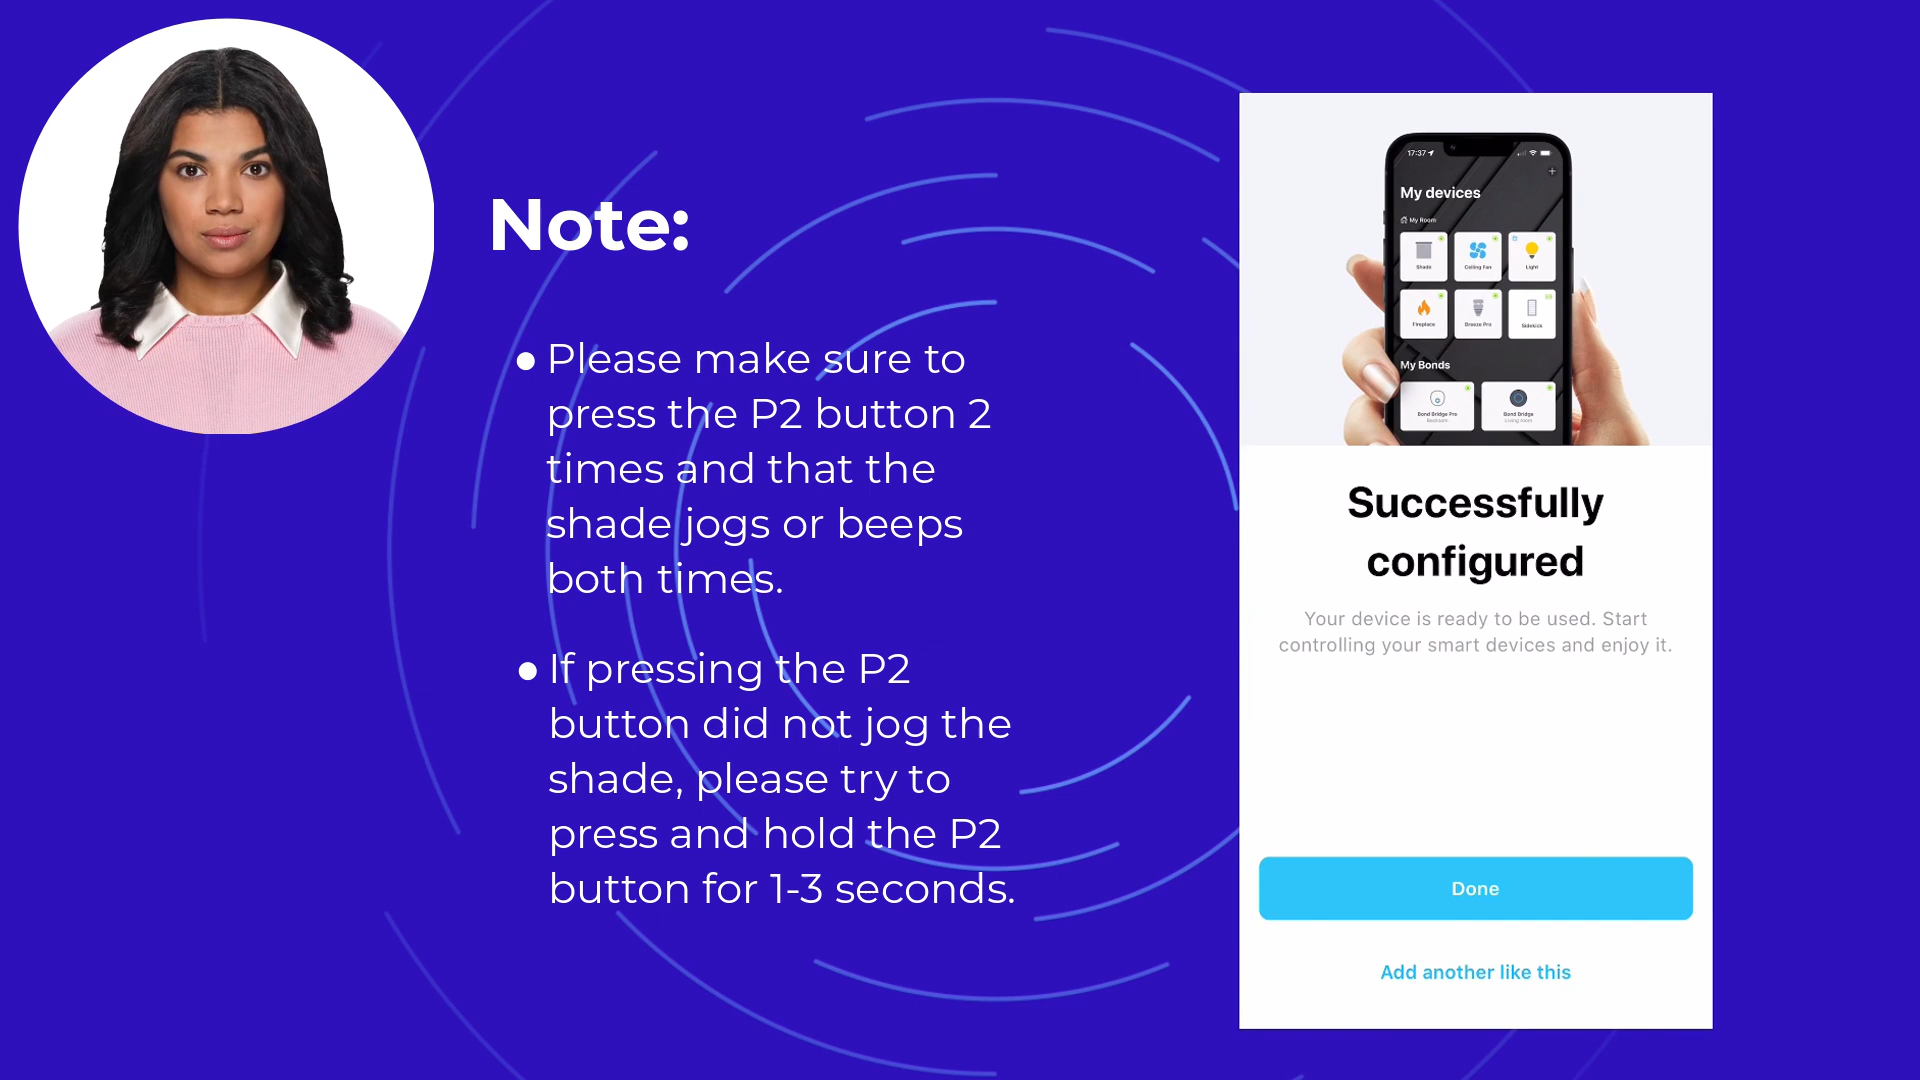 Note:
● Please make sure to
press the P2 button 2
times and that the
shade jogs or beeps
both times.
● If pressing the P2
button did not jog the
shade, please try to
press and hold the P2
button for 1-3 seconds.
17:37
My devices
My Room
Shade
Ceiling Fan
Light
Fireplace
Breeze Pro
Sidekick
My Bonds
Bond Bridge Pro
Bedroom
Bond Bridge
Living room
Successfully
configured
Your device is ready to be used. Start
controlling your smart devices and enjoy it.
Done
Add another like this